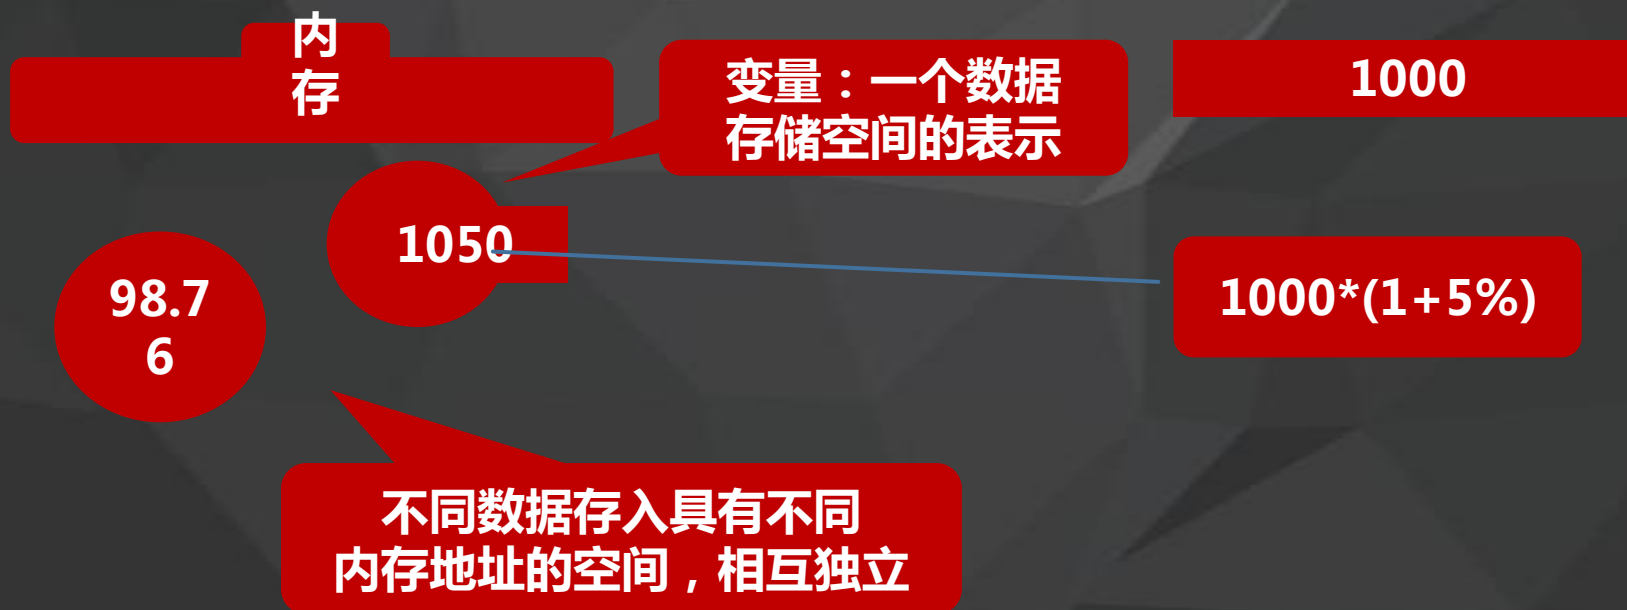 内
存
变量：一个数据
存储空间的表示
1000
1050
98.7
6
1000*(1+5%)
不同数据存入具有不同
内存地址的空间，相互独立